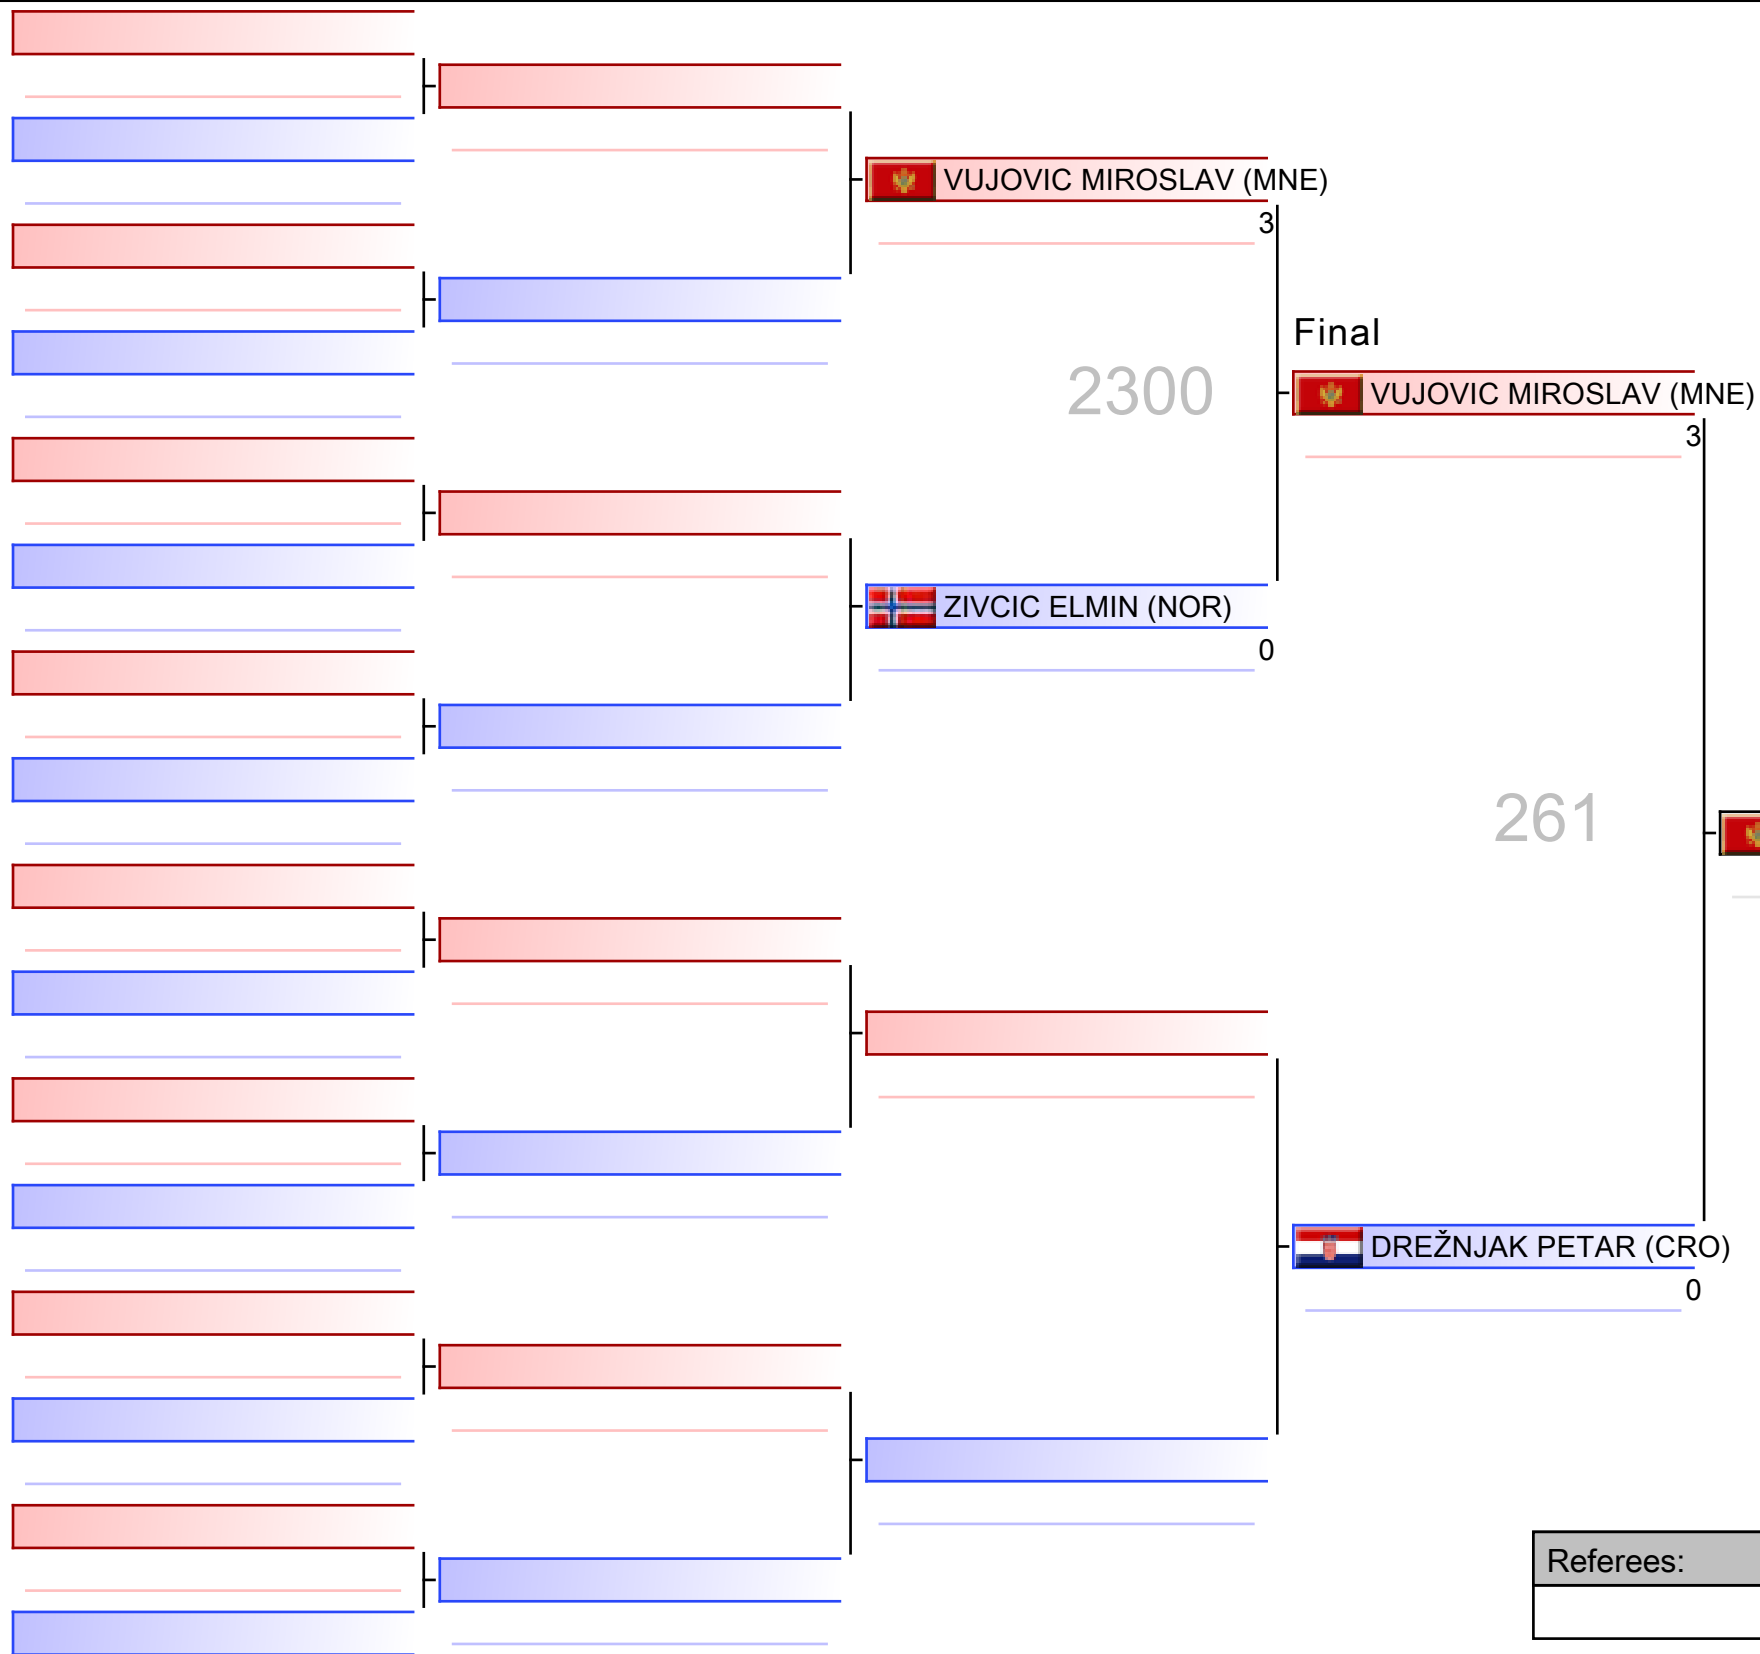 VUJOVIC MIROSLAV (MNE)
3
Final
2300
VUJOVIC MIROSLAV (MNE)
3
ZIVCIC ELMIN (NOR)
0
261
DREŽNJAK PETAR (CRO)
0
Referees: